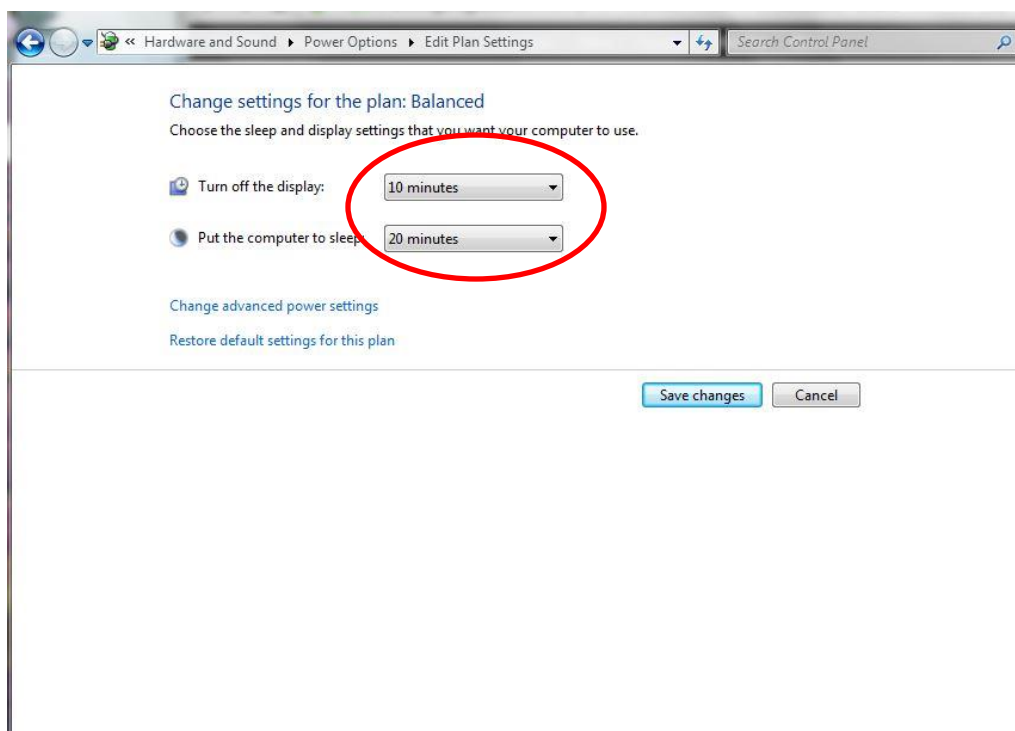 « Hardware and Sound ▸ Power Options ▸ Edit Plan Settings Search Control Panel
Change settings for the plan: Balanced
Choose the sleep and display settings that you want your computer to use.
Turn off the display: 10 minutes
Put the computer to sleep: 20 minutes
Change advanced power settings
Restore default settings for this plan
Save changes Cancel